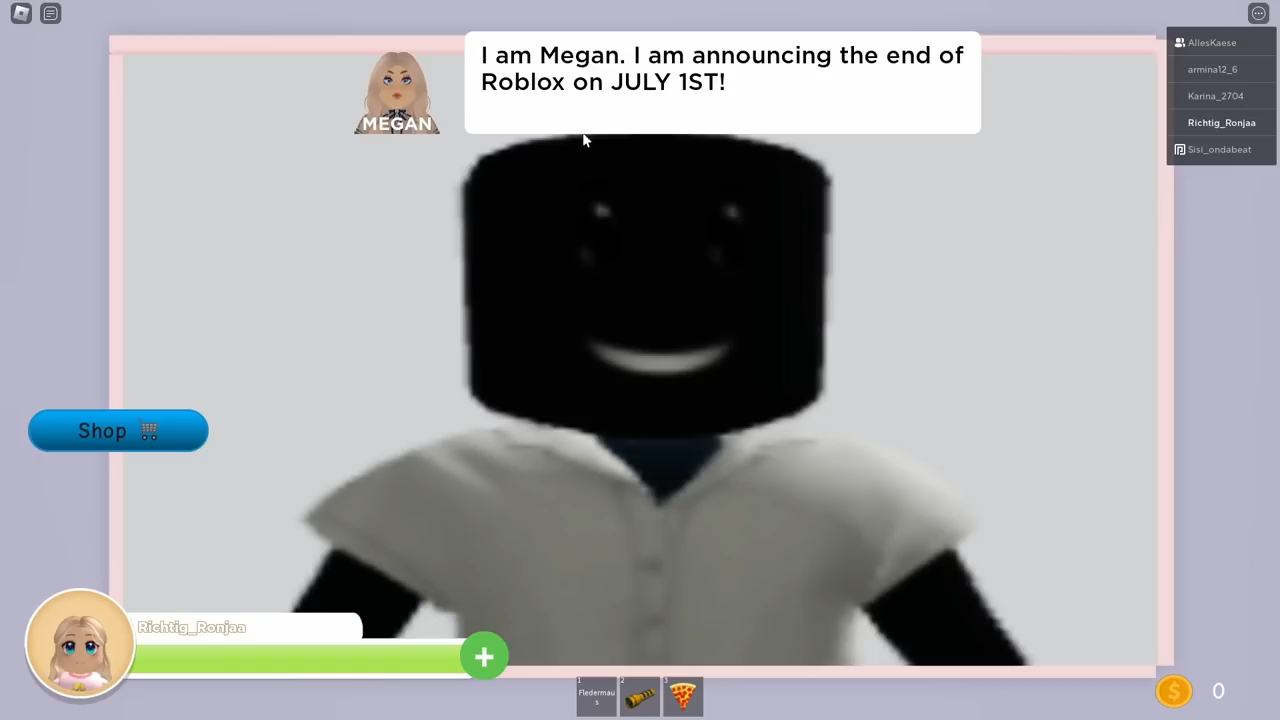 I am Megan. I am announcing the end of
Roblox on JULY 1ST!
MEGAN
AllesKaese
armina12_6
Karina_2704
Richtig_Ronjaa
Sisi_ondabeat
Shop
Richtig_Ronjaa
+
1
Fledermau
s
2
3
$
0